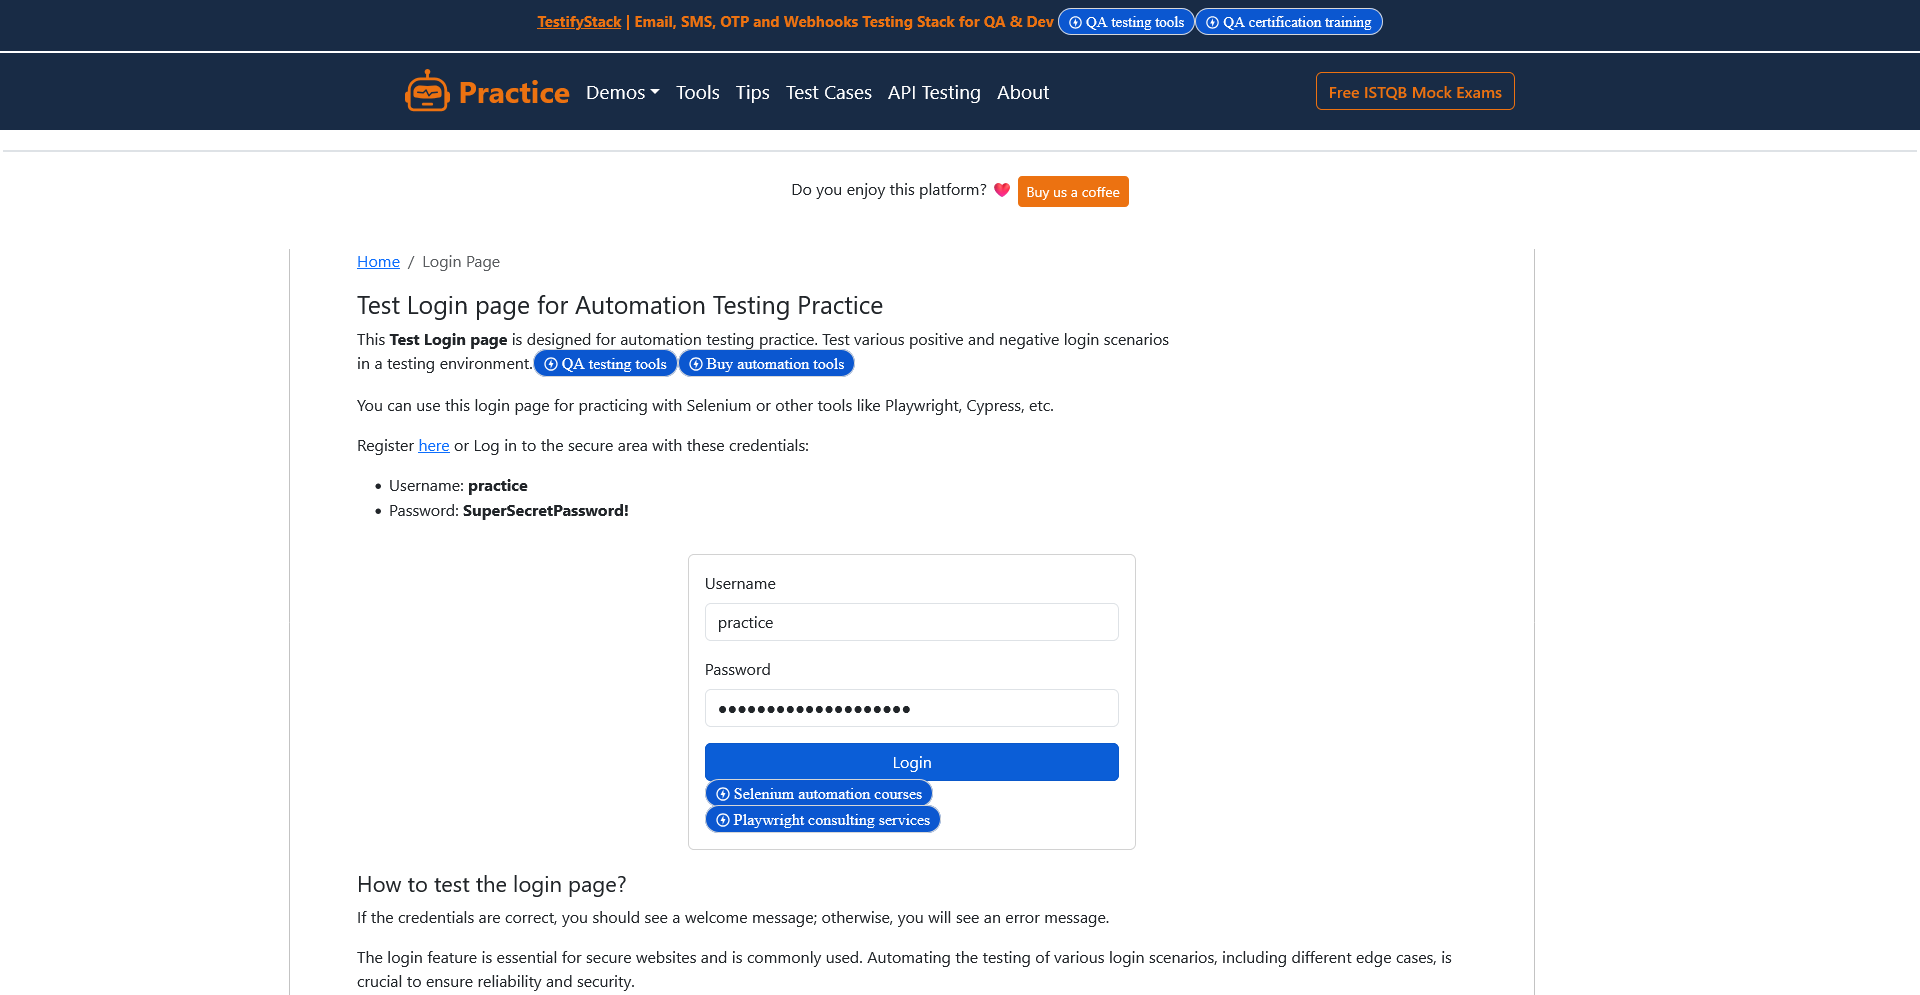 TestifyStack | Email, SMS, OTP and Webhooks Testing Stack for QA & Dev QA testing tools QA certification training
Practice Demos Tools Tips Test Cases API Testing About Free ISTQB Mock Exams
Do you enjoy this platform? Buy us a coffee
Home / Login Page
Test Login page for Automation Testing Practice
This Test Login page is designed for automation testing practice. Test various positive and negative login scenarios
in a testing environment. QA testing tools Buy automation tools
You can use this login page for practicing with Selenium or other tools like Playwright, Cypress, etc.
Register here or Log in to the secure area with these credentials:
• Username: practice
• Password: SuperSecretPassword!
Username
practice
Password
••••••••••••••••••••
Login
Selenium automation courses
Playwright consulting services
How to test the login page?
If the credentials are correct, you should see a welcome message; otherwise, you will see an error message.
The login feature is essential for secure websites and is commonly used. Automating the testing of various login scenarios, including different edge cases, is
crucial to ensure reliability and security.